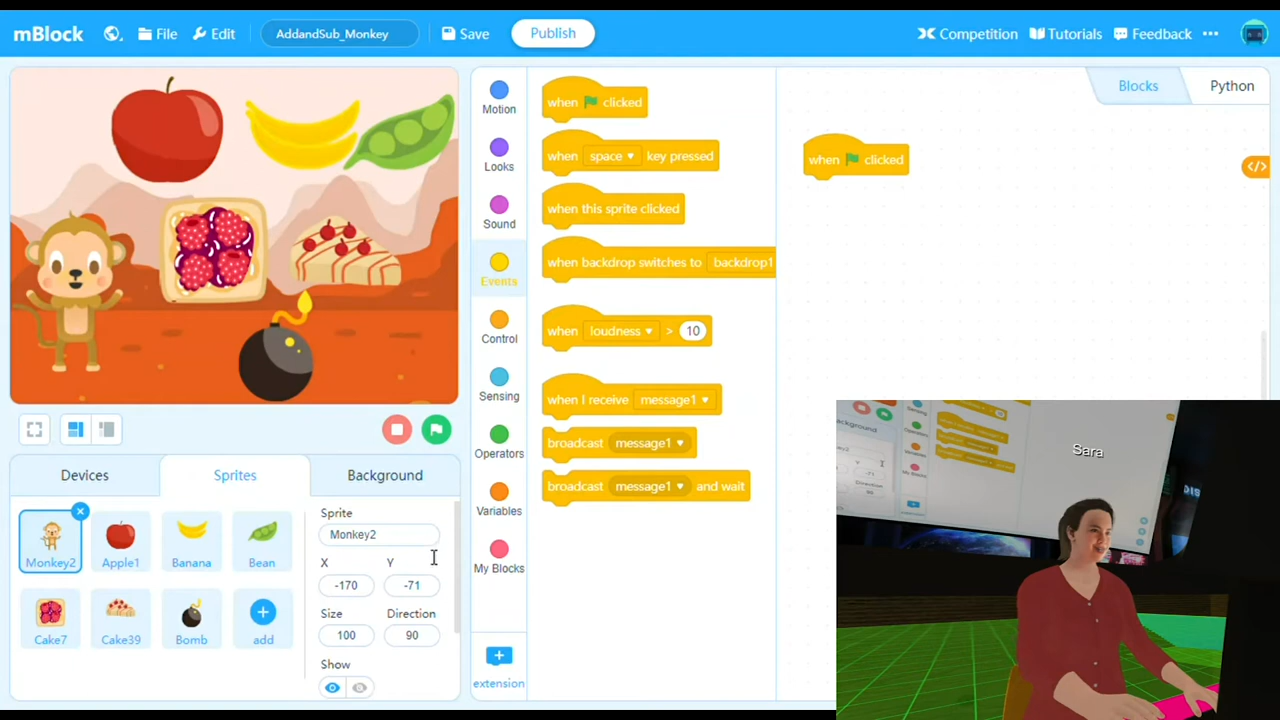 mBlock File Edit AddandSub_Monkey Save Publish Competition Tutorials Feedback
Blocks Python
Motion
Looks
Sound
Events
Control
Sensing
Operators
Variables
My Blocks
extension
when clicked
when space key pressed
when this sprite clicked
when backdrop switches to backdrop1
when loudness > 10
when I receive message1
broadcast message1
broadcast message1 and wait
when clicked
Devices Sprites Background
Monkey2 Apple1 Banana Bean
Cake7 Cake39 Bomb add
Sprite
Monkey2
X Y
-170 -71
Size Direction
100 90
Show
Sara